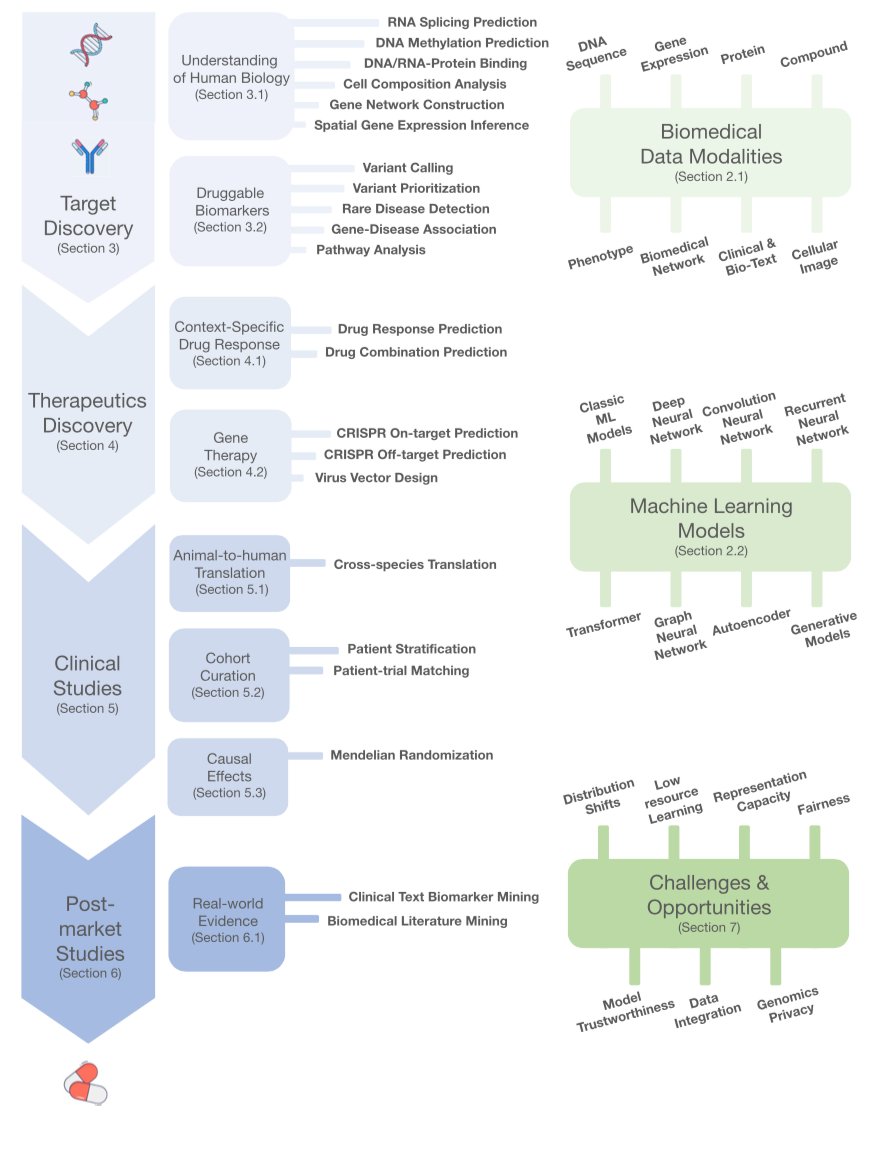 Target
Discovery
(Section 3)
Understanding
of Human Biology
(Section 3.1)
RNA Splicing Prediction
DNA Methylation Prediction
DNA/RNA-Protein Binding
Cell Composition Analysis
Gene Network Construction
Spatial Gene Expression Inference
Druggable
Biomarkers
(Section 3.2)
Variant Calling
Variant Prioritization
Rare Disease Detection
Gene-Disease Association
Pathway Analysis
Therapeutics
Discovery
(Section 4)
Context-Specific
Drug Response
(Section 4.1)
Drug Response Prediction
Drug Combination Prediction
Gene
Therapy
(Section 4.2)
CRISPR On-target Prediction
CRISPR Off-target Prediction
Virus Vector Design
Clinical
Studies
(Section 5)
Animal-to-human
Translation
(Section 5.1)
Cross-species Translation
Cohort
Curation
(Section 5.2)
Patient Stratification
Patient-trial Matching
Causal
Effects
(Section 5.3)
Mendelian Randomization
Post-
market
Studies
(Section 6)
Real-world
Evidence
(Section 6.1)
Clinical Text Biomarker Mining
Biomedical Literature Mining
DNA
Sequence
Gene
Expression
Protein
Compound
Biomedical
Data Modalities
(Section 2.1)
Phenotype
Biomedical
Network
Clinical &
Bio-Text
Cellular
Image
Classic
ML
Models
Deep
Neural
Network
Convolution
Neural
Network
Recurrent
Neural
Network
Machine Learning
Models
(Section 2.2)
Transformer
Graph
Neural
Network
Autoencoder
Generative
Models
Distribution
Shifts
Low
resource
Learning
Representation
Capacity
Fairness
Challenges &
Opportunities
(Section 7)
Model
Trustworthiness
Data
Integration
Genomics
Privacy